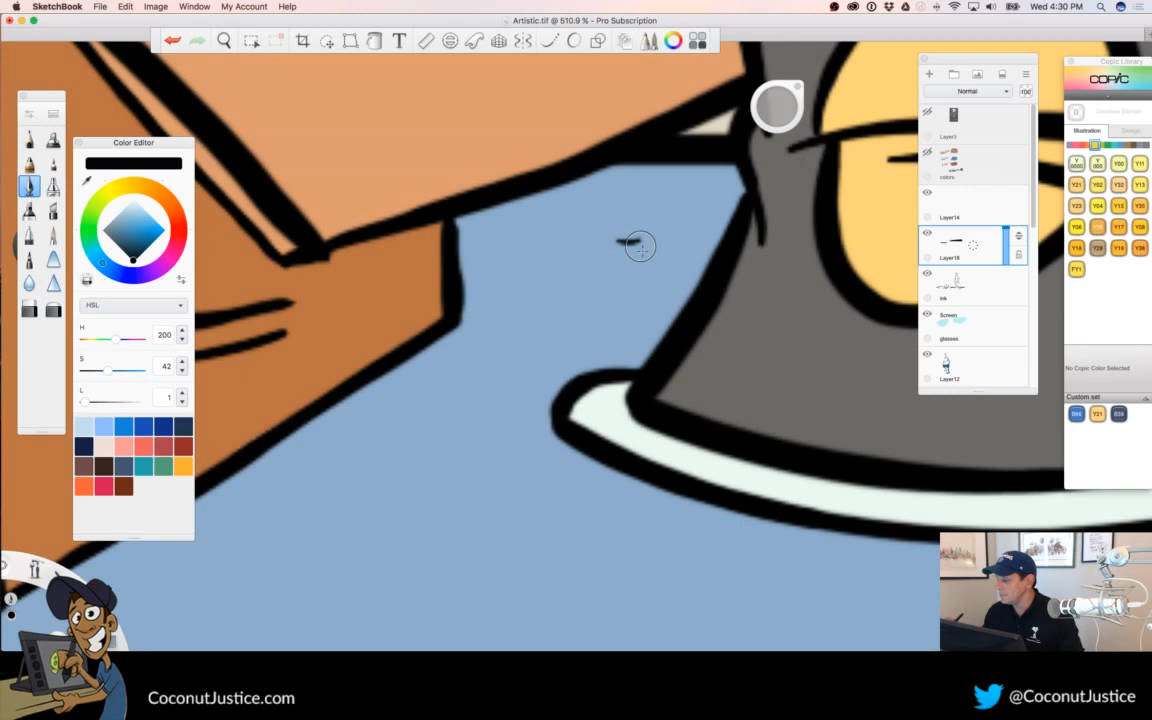 SketchBook File Edit Image Window My Account Help
Wed 4:30 PM
Artistic.tif @ 510.9 % - Pro Subscription
T
Normal
Layer3
colors
Layer14
Layer18
Ink
Screen
glasses
Layer12
Color Editor
HSL
H 200
S 42
L 1
Copic Library
COPIC
0 Colorless Blender
Illustration Design
Y0000 Y000 Y00 Y11
Y21 Y02 Y32 Y13
Y23 Y04 Y15 Y35
Y06 Y17 Y08
Y18 Y28 Y19 Y38
FY1
No Copic Color Selected
Custom set
Y21
CoconutJustice.com
@CoconutJustice